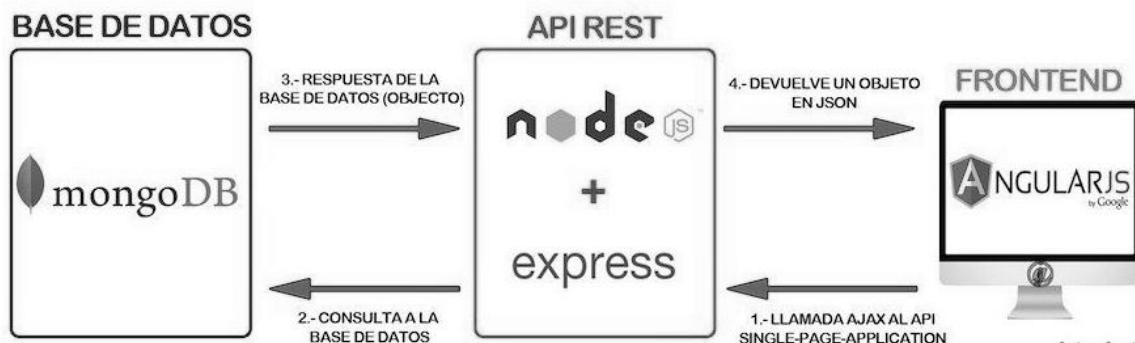 BASE DE DATOS
mongoDB
3.- RESPUESTA DE LA
BASE DE DATOS (OBJECTO)
2.- CONSULTA A LA
BASE DE DATOS
API REST
node
JS
+
express
4.- DEVUELVE UN OBJETO
EN JSON
1.- LLAMADA AJAX AL API
SINGLE-PAGE-APPLICATION
FRONTEND
ANGULARJS
by Google
@